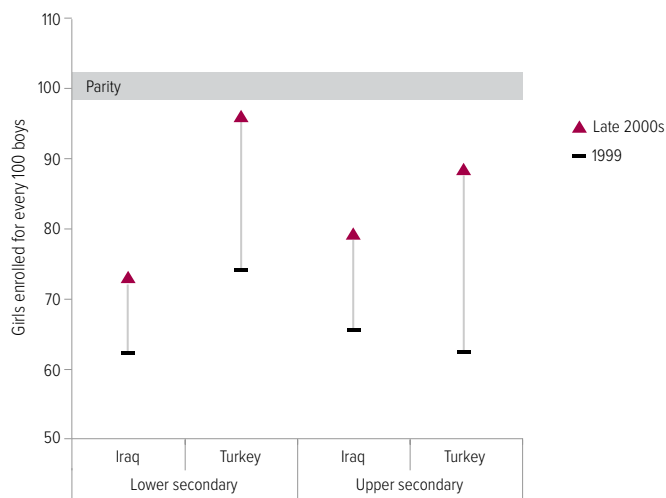 110
100
90
80
70
60
50
Girls enrolled for every 100 boys
Parity
Late 2000s
1999
Iraq
Turkey
Iraq
Turkey
Lower secondary
Upper secondary